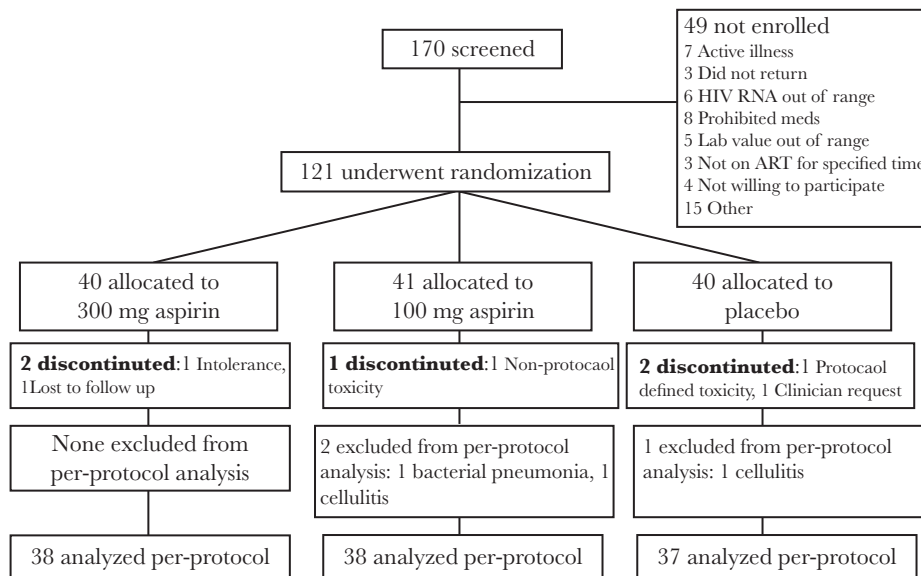 170 screened
49 not enrolled
7 Active illness
3 Did not return
6 HIV RNA out of range
8 Prohibited meds
5 Lab value out of range
3 Not on ART for specified time
4 Not willing to participate
15 Other
121 underwent randomization
40 allocated to
300 mg aspirin
41 allocated to
100 mg aspirin
40 allocated to
placebo
2 discontinuted:1 Intolerance,
1Lost to follow up
1 discontinued:1 Non-protocaol
toxicity
2 discontinued:1 Protocaol
defined toxicity, 1 Clinician request
None excluded from
per-protocol analysis
2 excluded from per-protocol
analysis: 1 bacterial pneumonia, 1
cellulitis
1 excluded from per-protocol
analysis: 1 cellulitis
38 analyzed per-protocol
38 analyzed per-protocol
37 analyzed per-protocol